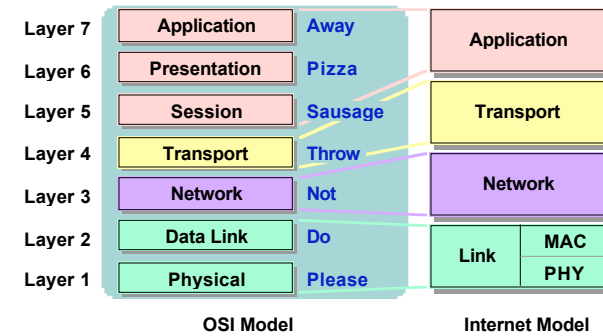 Layer 7 Application Away
Layer 6 Presentation Pizza
Layer 5 Session Sausage
Layer 4 Transport Throw
Layer 3 Network Not
Layer 2 Data Link Do
Layer 1 Physical Please
OSI Model
Application
Transport
Network
Link
MAC
PHY
Internet Model